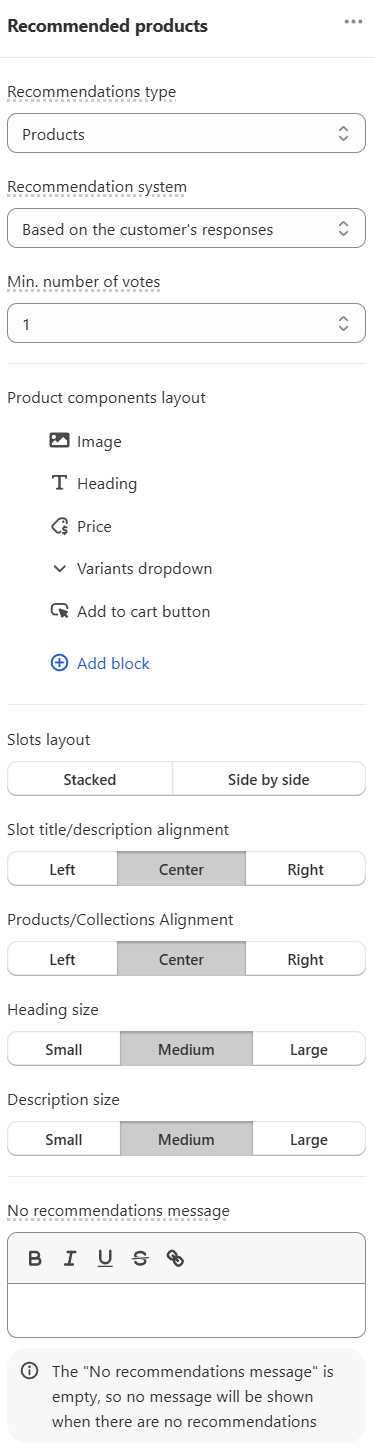 Recommended products
Recommendations type
Products
Recommendation system
Based on the customer's responses
Min. number of votes
1
Product components layout
Image
Heading
Price
Variants dropdown
Add to cart button
Add block
Slots layout
Stacked Side by side
Slot title/description alignment
Left Center Right
Products/Collections Alignment
Left Center Right
Heading size
Small Medium Large
Description size
Small Medium Large
No recommendations message
B I U S
The "No recommendations message" is
empty, so no message will be shown
when there are no recommendations